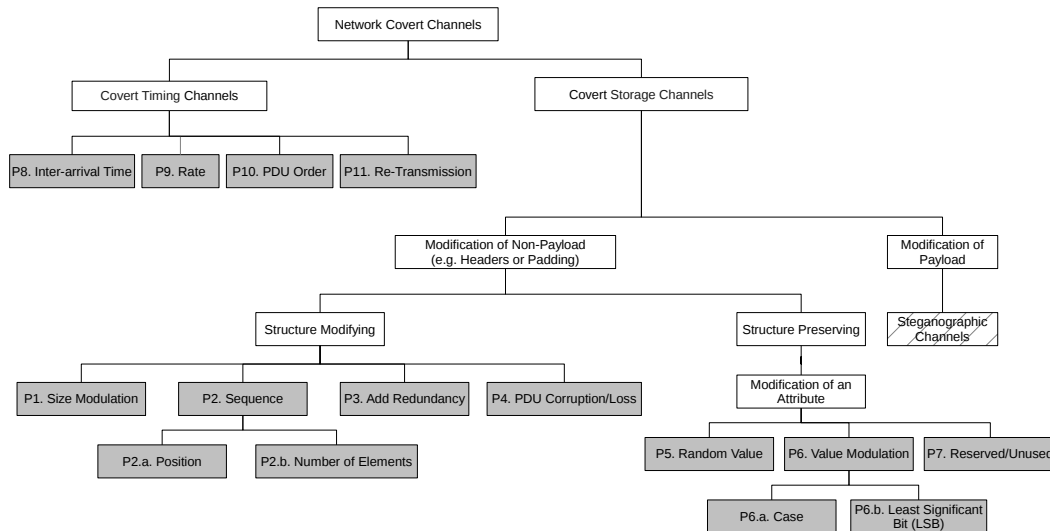 Network Covert Channels
Covert Timing Channels
Covert Storage Channels
P8. Inter-arrival Time
P9. Rate
P10. PDU Order
P11. Re-Transmission
Modification of Non-Payload
(e.g. Headers or Padding)
Modification of
Payload
Structure Modifying
Structure Preserving
Steganographic
Channels
P1. Size Modulation
P2. Sequence
P3. Add Redundancy
P4. PDU Corruption/Loss
Modification of an
Attribute
P2.a. Position
P2.b. Number of Elements
P5. Random Value
P6. Value Modulation
P7. Reserved/Unused
P6.a. Case
P6.b. Least Significant
Bit (LSB)